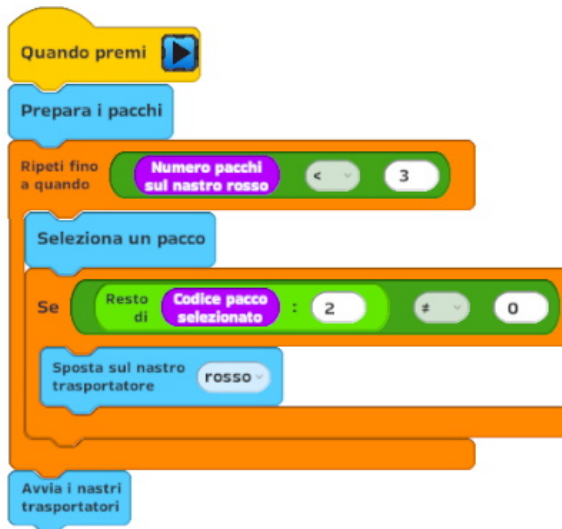 Quando premi
Prepara i pacchi
Ripeti fino
a quando
Numero pacchi
sul nastro rosso
<
3
Seleziona un pacco
Se
Resto
di
Codice pacco
selezionato
:
2
≠
0
Sposta sul nastro
trasportatore
rosso
Avvia i nastri
trasportatori